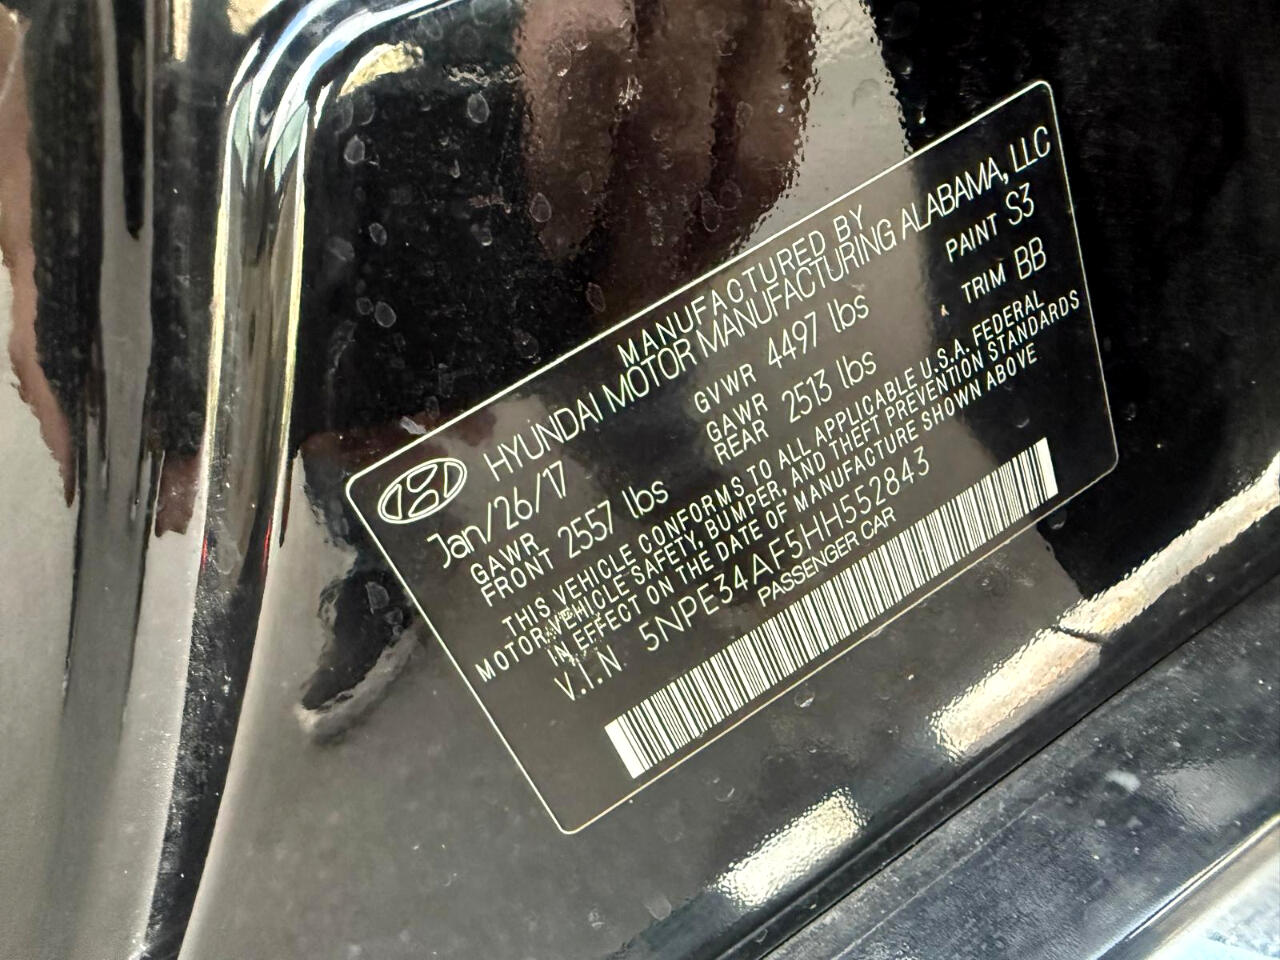 MANUFACTURED BY
HYUNDAI MOTOR MANUFACTURING ALABAMA, LLC
Jan/26/17 GVWR 4497 lbs PAINT S3
GAWR FRONT 2557 lbs GAWR REAR 2513 lbs TRIM BB
THIS VEHICLE CONFORMS TO ALL APPLICABLE U.S.A. FEDERAL
MOTOR VEHICLE SAFETY, BUMPER, AND THEFT PREVENTION STANDARDS
IN EFFECT ON THE DATE OF MANUFACTURE SHOWN ABOVE
V.I.N 5NPE34AF5HH552843
PASSENGER CAR